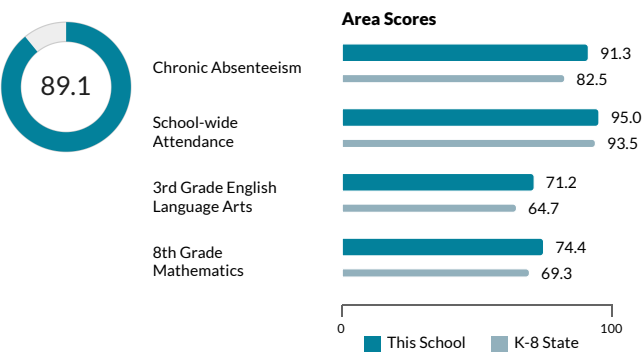 Area Scores
89.1
Chronic Absenteeism
91.3
82.5
School-wide
Attendance
95.0
93.5
3rd Grade English
Language Arts
71.2
64.7
8th Grade
Mathematics
74.4
69.3
0
100
This School
K-8 State